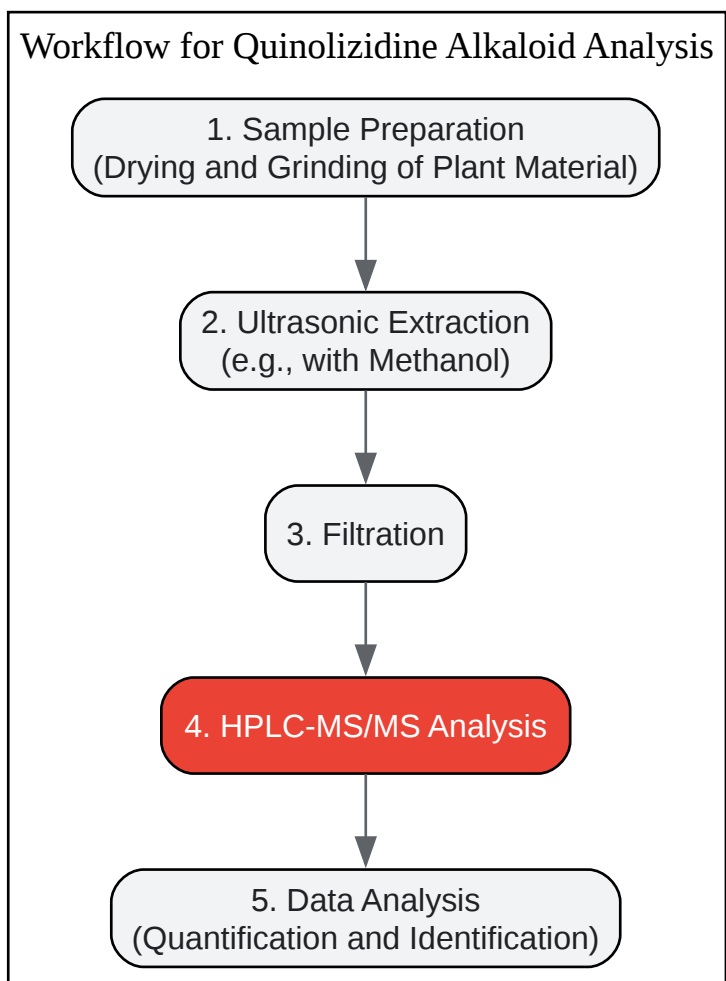 Workflow for Quinolizidine Alkaloid Analysis
1. Sample Preparation
(Drying and Grinding of Plant Material)
2. Ultrasonic Extraction
(e.g., with Methanol)
3. Filtration
4. HPLC-MS/MS Analysis
5. Data Analysis
(Quantification and Identification)